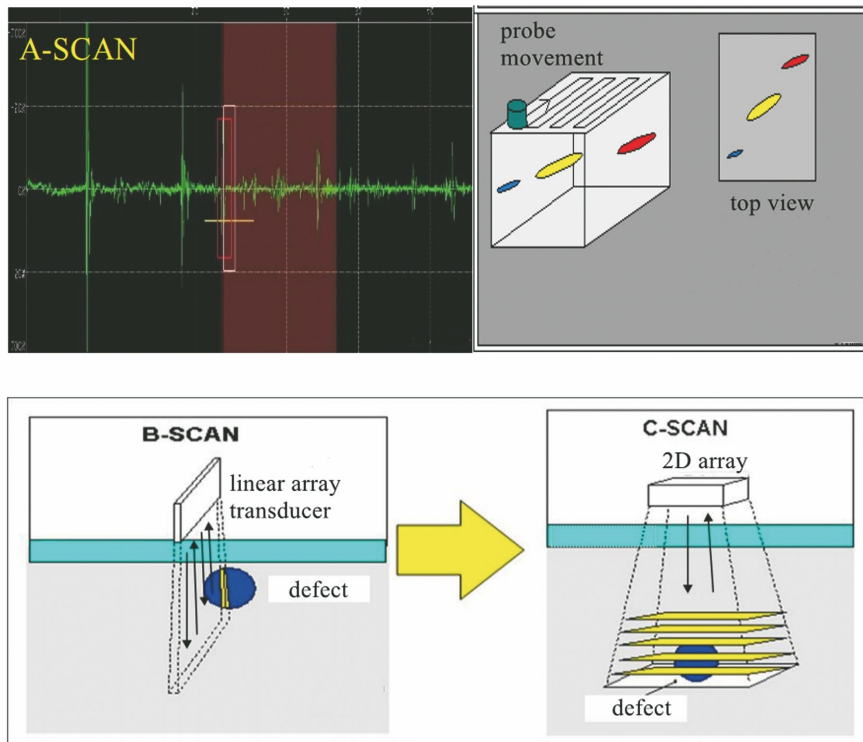 A-SCAN
probe
movement
top view
B-SCAN
linear array
transducer
defect
C-SCAN
2D array
defect